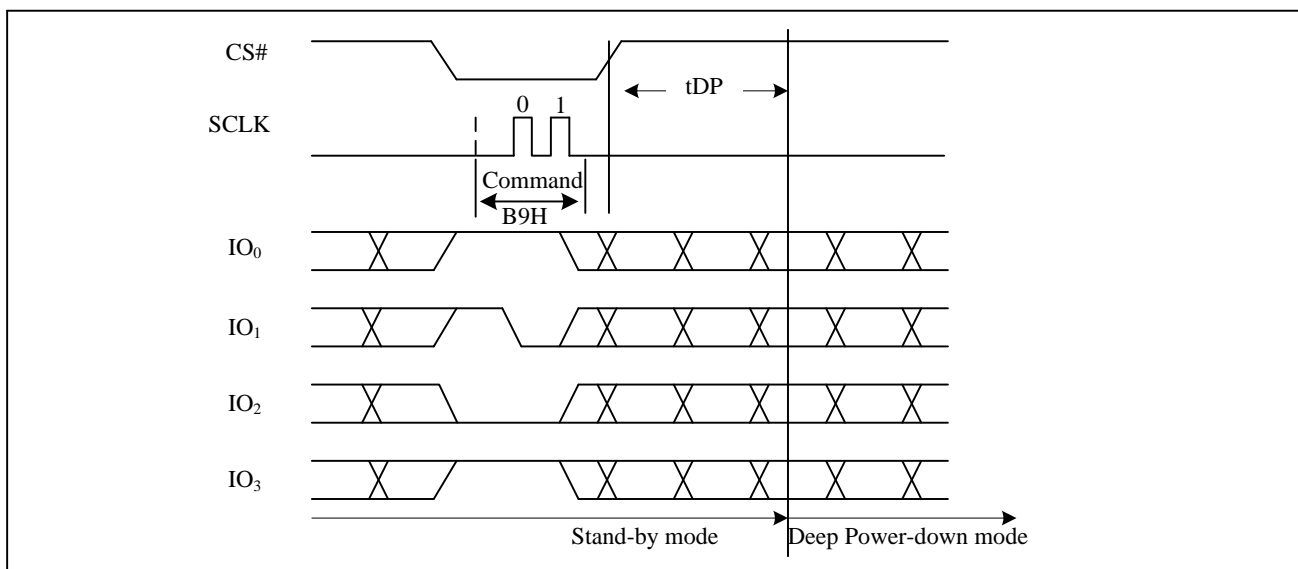 CS#
tDP
0 1
SCLK
Command
B9H
IO₀
IO₁
IO₂
IO₃
Stand-by mode Deep Power-down mode